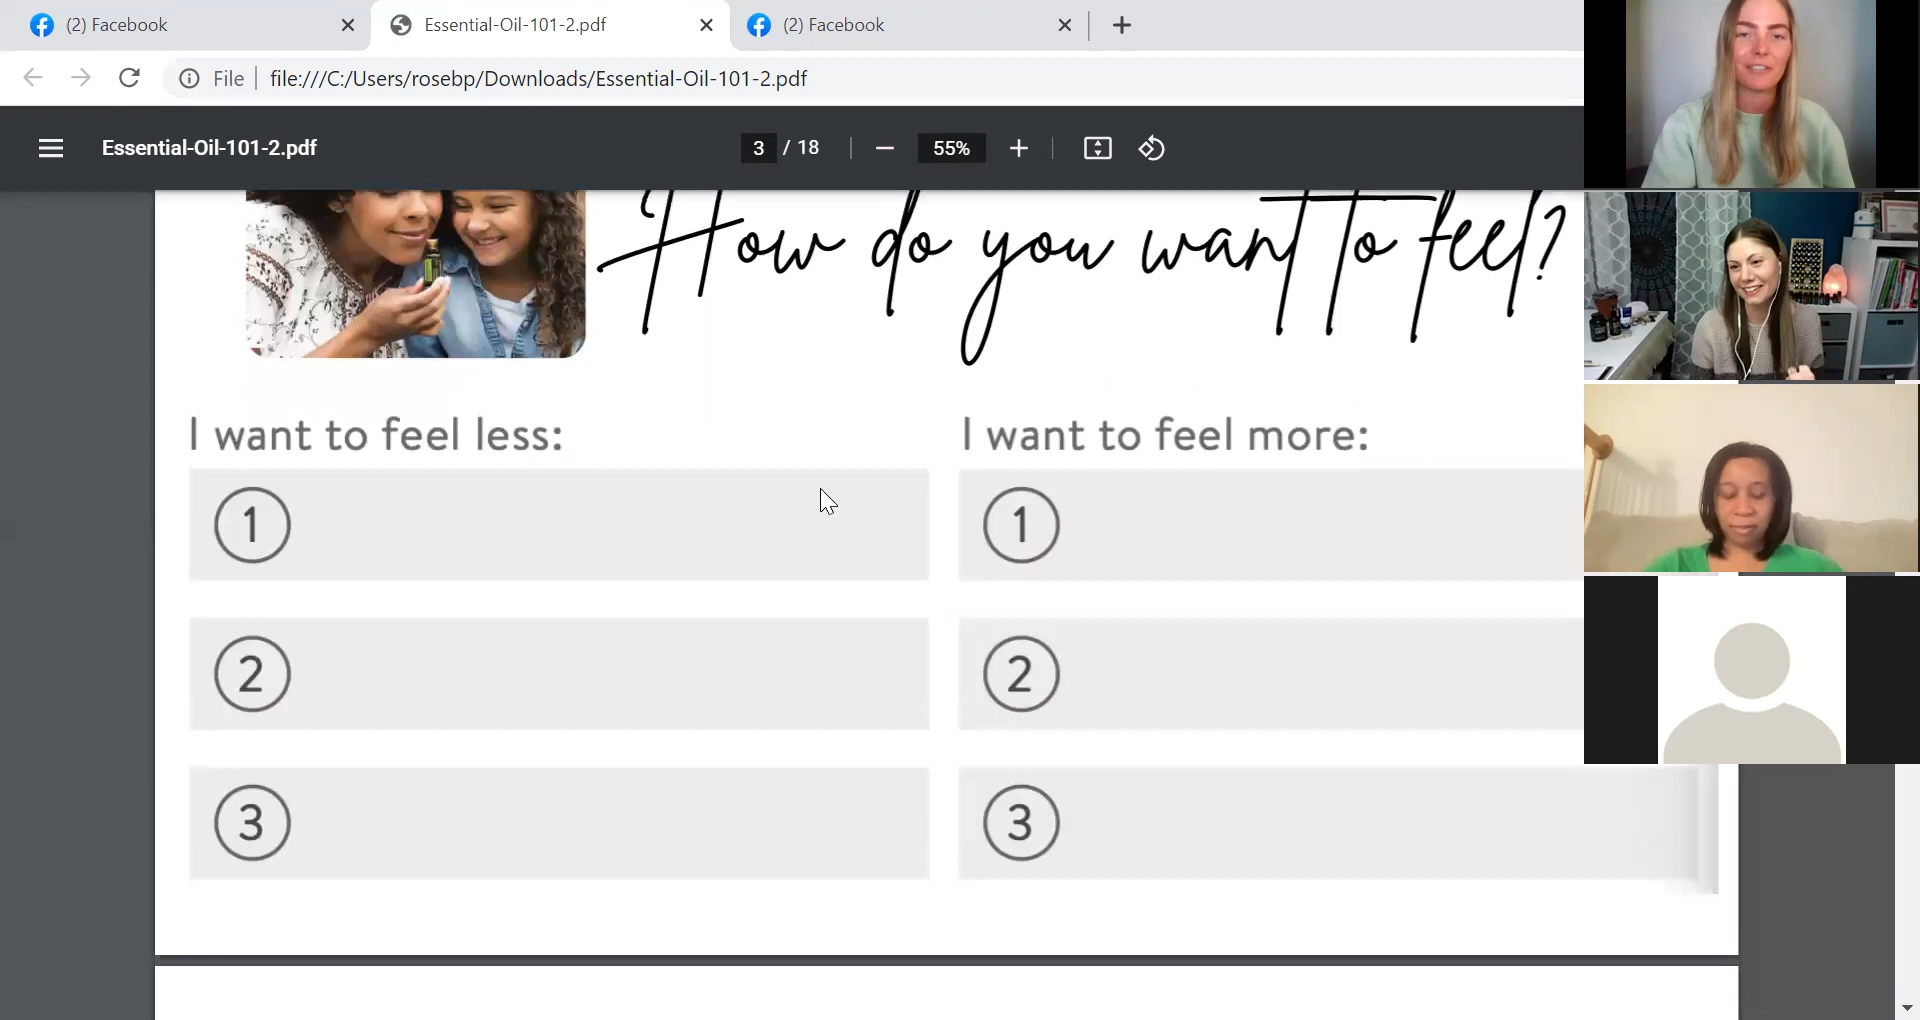 (2) Facebook
Essential-Oil-101-2.pdf
(2) Facebook
File
file:///C:/Users/rosebp/Downloads/Essential-Oil-101-2.pdf
Essential-Oil-101-2.pdf
3 / 18
55%
How do you want to feel?
I want to feel less:
I want to feel more:
1
1
2
2
3
3